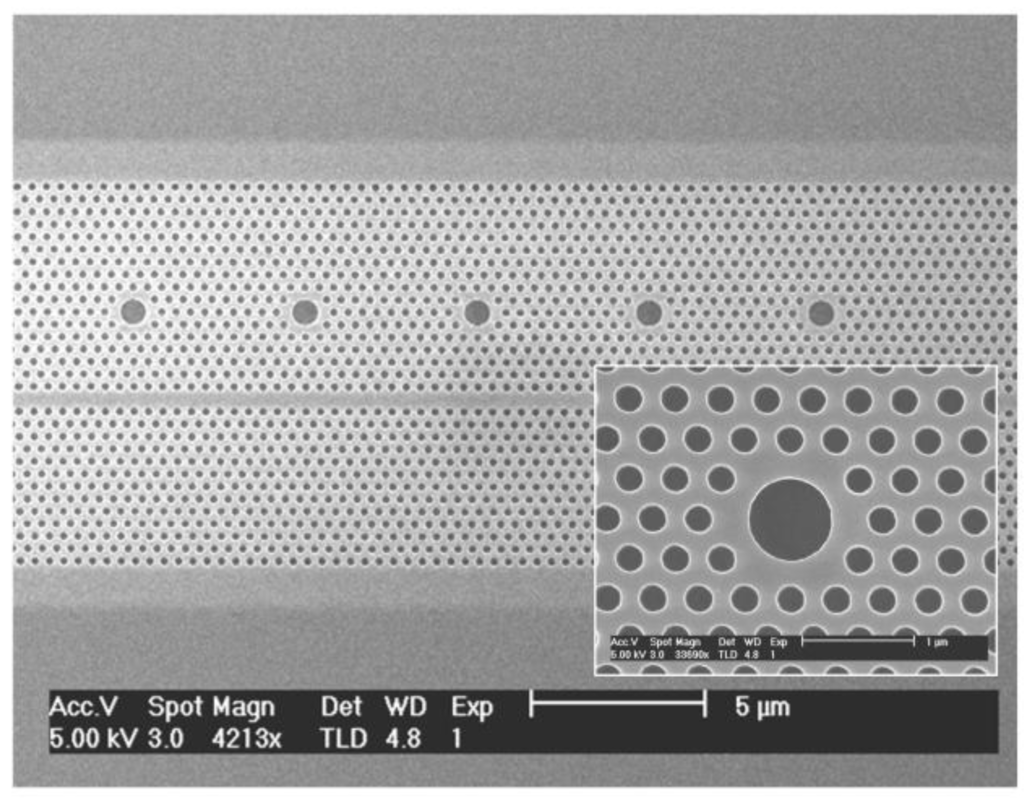 Acc.V Spot Magn Det WD Exp 1 µm
5.00 kV 3.0 33690x TLD 4.8 1
Acc.V Spot Magn Det WD Exp 5 µm
5.00 kV 3.0 4213x TLD 4.8 1